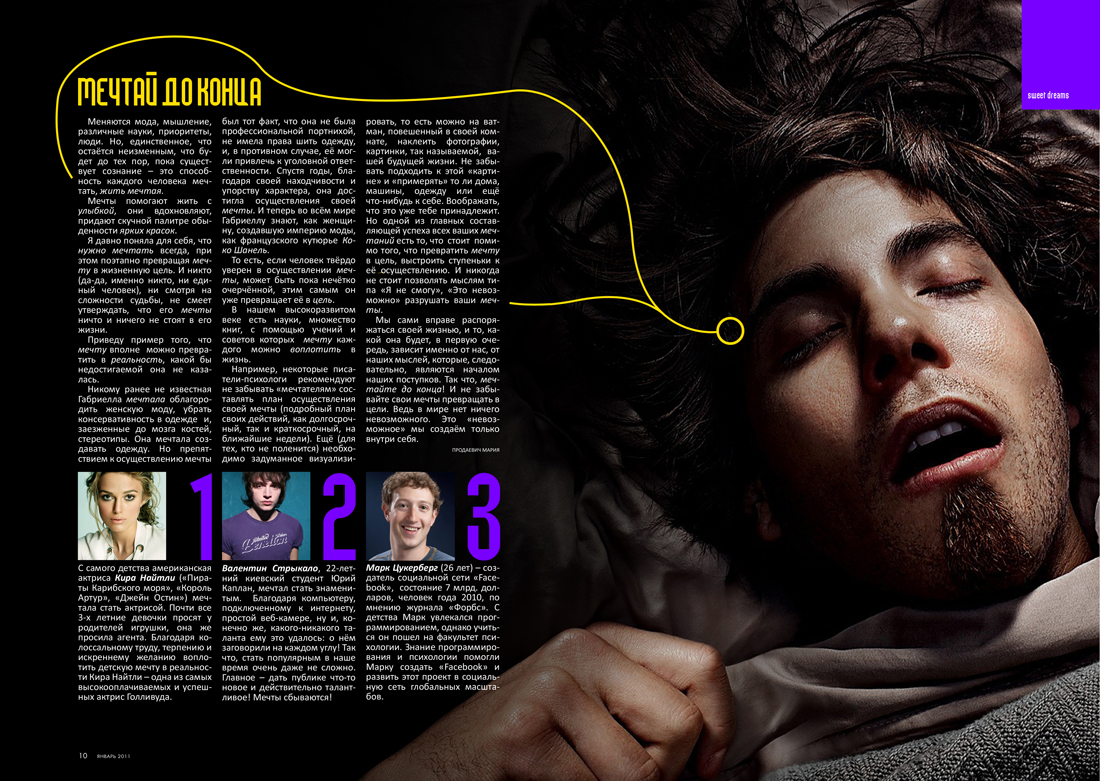 sweet dreams
МЕЧТАЙ ДО КОНЦА
Меняются мода, мышление,
различные науки, приоритеты,
люди. Но, единственное, что
остаётся неизменным, что бу-
дет до тех пор, пока сущест-
вует сознание – это способ-
ность каждого человека меч-
тать, жить мечтая.
Мечты помогают жить с
улыбкой, они вдохновляют,
придают скучной палитре обы-
денности ярких красок.
Я давно поняла для себя, что
нужно мечтать всегда, при
этом поэтапно превращая меч-
ту в жизненную цель. И никто
(да-да, именно никто, ни еди-
ный человек), ни смотря на
сложности судьбы, не смеет
утверждать, что его мечты
ничто и ничего не стоят в его
жизни.
Приведу пример того, что
мечту вполне можно превра-
тить в реальность, какой бы
недостигаемой она не каза-
лась.
Никому ранее не известная
Габриелла мечтала облагоро-
дить женскую моду, убрать
консервативность в одежде и,
заезженные до мозга костей,
стереотипы. Она мечтала соз-
давать одежду. Но препят-
ствием к осуществлению мечты
был тот факт, что она не была
профессиональной портнихой,
не имела права шить одежду,
и, в противном случае, её мог-
ли привлечь к уголовной ответ-
ственности. Спустя годы, бла-
годаря своей находчивости и
упорству характера, она дос-
тигла осуществления своей
мечты. И теперь во всём мире
Габриеллу знают, как женщи-
ну, создавшую империю моды,
как французского кутюрье Ко-
ко Шанель.
То есть, если человек твёрдо
уверен в осуществлении меч-
ты, может быть пока нечётко
очерчённой, этим самым он
уже превращает её в цель.
В нашем высокоразвитом
веке есть науки, множество
книг, с помощью учений и
советов которых мечту каж-
дого можно воплотить в
жизнь.
Например, некоторые писа-
тели-психологи рекомендуют
не забывать «мечтателям» сос-
тавлять план осуществления
своей мечты (подробный план
своих действий, как долгосроч-
ный, так и краткосрочный, на
ближайшие недели). Ещё (для
тех, кто не поленится) необхо-
димо задуманное визуализи-
ровать, то есть можно на ват-
ман, повешенный в своей ком-
нате, наклеить фотографии,
картинки, так называемой, ва-
шей будущей жизни. Не забы-
вать подходить к этой «карти-
не» и «примерять» то ли дома,
машины, одежду или ещё
что-нибудь к себе. Воображать,
что это уже тебе принадлежит.
Но одной из главных состав-
ляющей успеха всех ваших меч-
таний есть то, что стоит поми-
мо того, что превратить мечту
в цель, выстроить ступеньки к
её осуществлению. И никогда
не стоит позволять мыслям ти-
па «Я не смогу», «Это невоз-
можно» разрушать ваши меч-
ты.
Мы сами вправе распоря-
жаться своей жизнью, и то, ка-
кой она будет, в первую оче-
редь, зависит именно от нас, от
наших мыслей, которые, следо-
вательно, являются началом
наших поступков. Так что, меч-
тайте до конца! И не забы-
вайте свои мечты превращать в
цели. Ведь в мире нет ничего
невозможного. Это «невоз-
можное» мы создаём только
внутри себя.
ПРОДАЕВИЧ МАРИЯ
1
С самого детства американская
актриса Кира Найтли («Пира-
ты Карибского моря», «Король
Артур», «Джейн Остин») меч-
тала стать актрисой. Почти все
3-х летние девочки просят у
родителей игрушки, она же
просила агента. Благодаря ко-
лоссальному труду, терпению и
искреннему желанию вопло-
тить детскую мечту в реальнос-
ти Кира Найтли – одна из самых
высокооплачиваемых и успеш-
ных актрис Голливуда.
2
Валентин Стрыкало, 22-лет-
ний киевский студент Юрий
Каплан, мечтал стать знамени-
тым. Благодаря компьютеру,
подключенному к интернету,
простой веб-камере, ну и, ко-
нечно же, какого-никакого та-
ланта ему это удалось: о нём
заговорили на каждом углу! Так
что, стать популярным в наше
время очень даже не сложно.
Главное – дать публике что-то
новое и действительно талант-
ливое! Мечты сбываются!
3
Марк Цукерберг (26 лет) – соз-
датель социальной сети «Face-
book», состояние 7 млрд. дол-
ларов, человек года 2010, по
мнению журнала «Форбс». С
детства Марк увлекался прог-
раммированием, однако учить-
ся он пошел на факультет пси-
хологии. Знание программиро-
вания и психологии помогли
Марку создать «Facebook» и
развить этот проект в социаль-
ную сеть глобальных масшта-
бов.
10 ЯНВАРЬ 2011